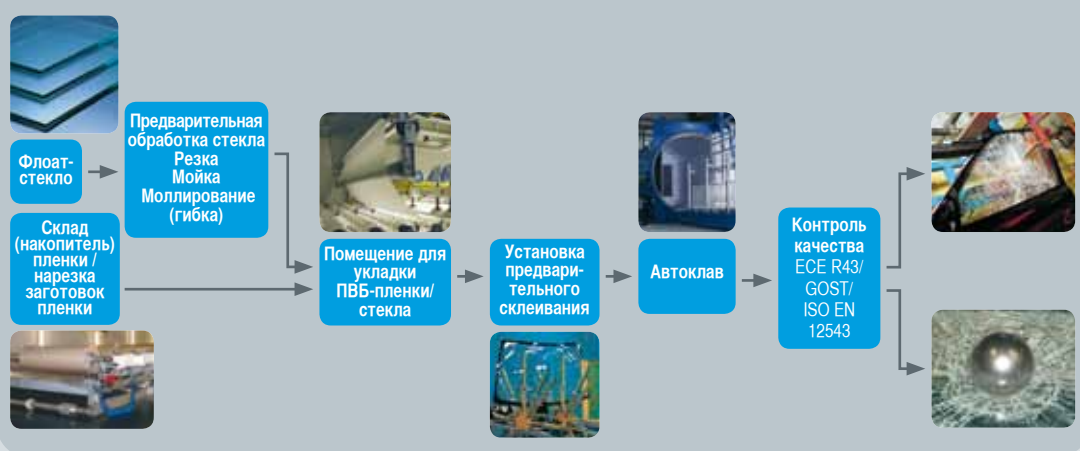 Флоат-
стекло
Предварительная
обработка стекла
Резка
Мойка
Моллирование
(гибка)
Склад
(накопитель)
пленки /
нарезка
заготовок
пленки
Помещение для
укладки
ПВБ-пленки/
стекла
Установка
предвари-
тельного
склеивания
Автоклав
Контроль
качества
ECE R43/
GOST/
ISO EN
12543